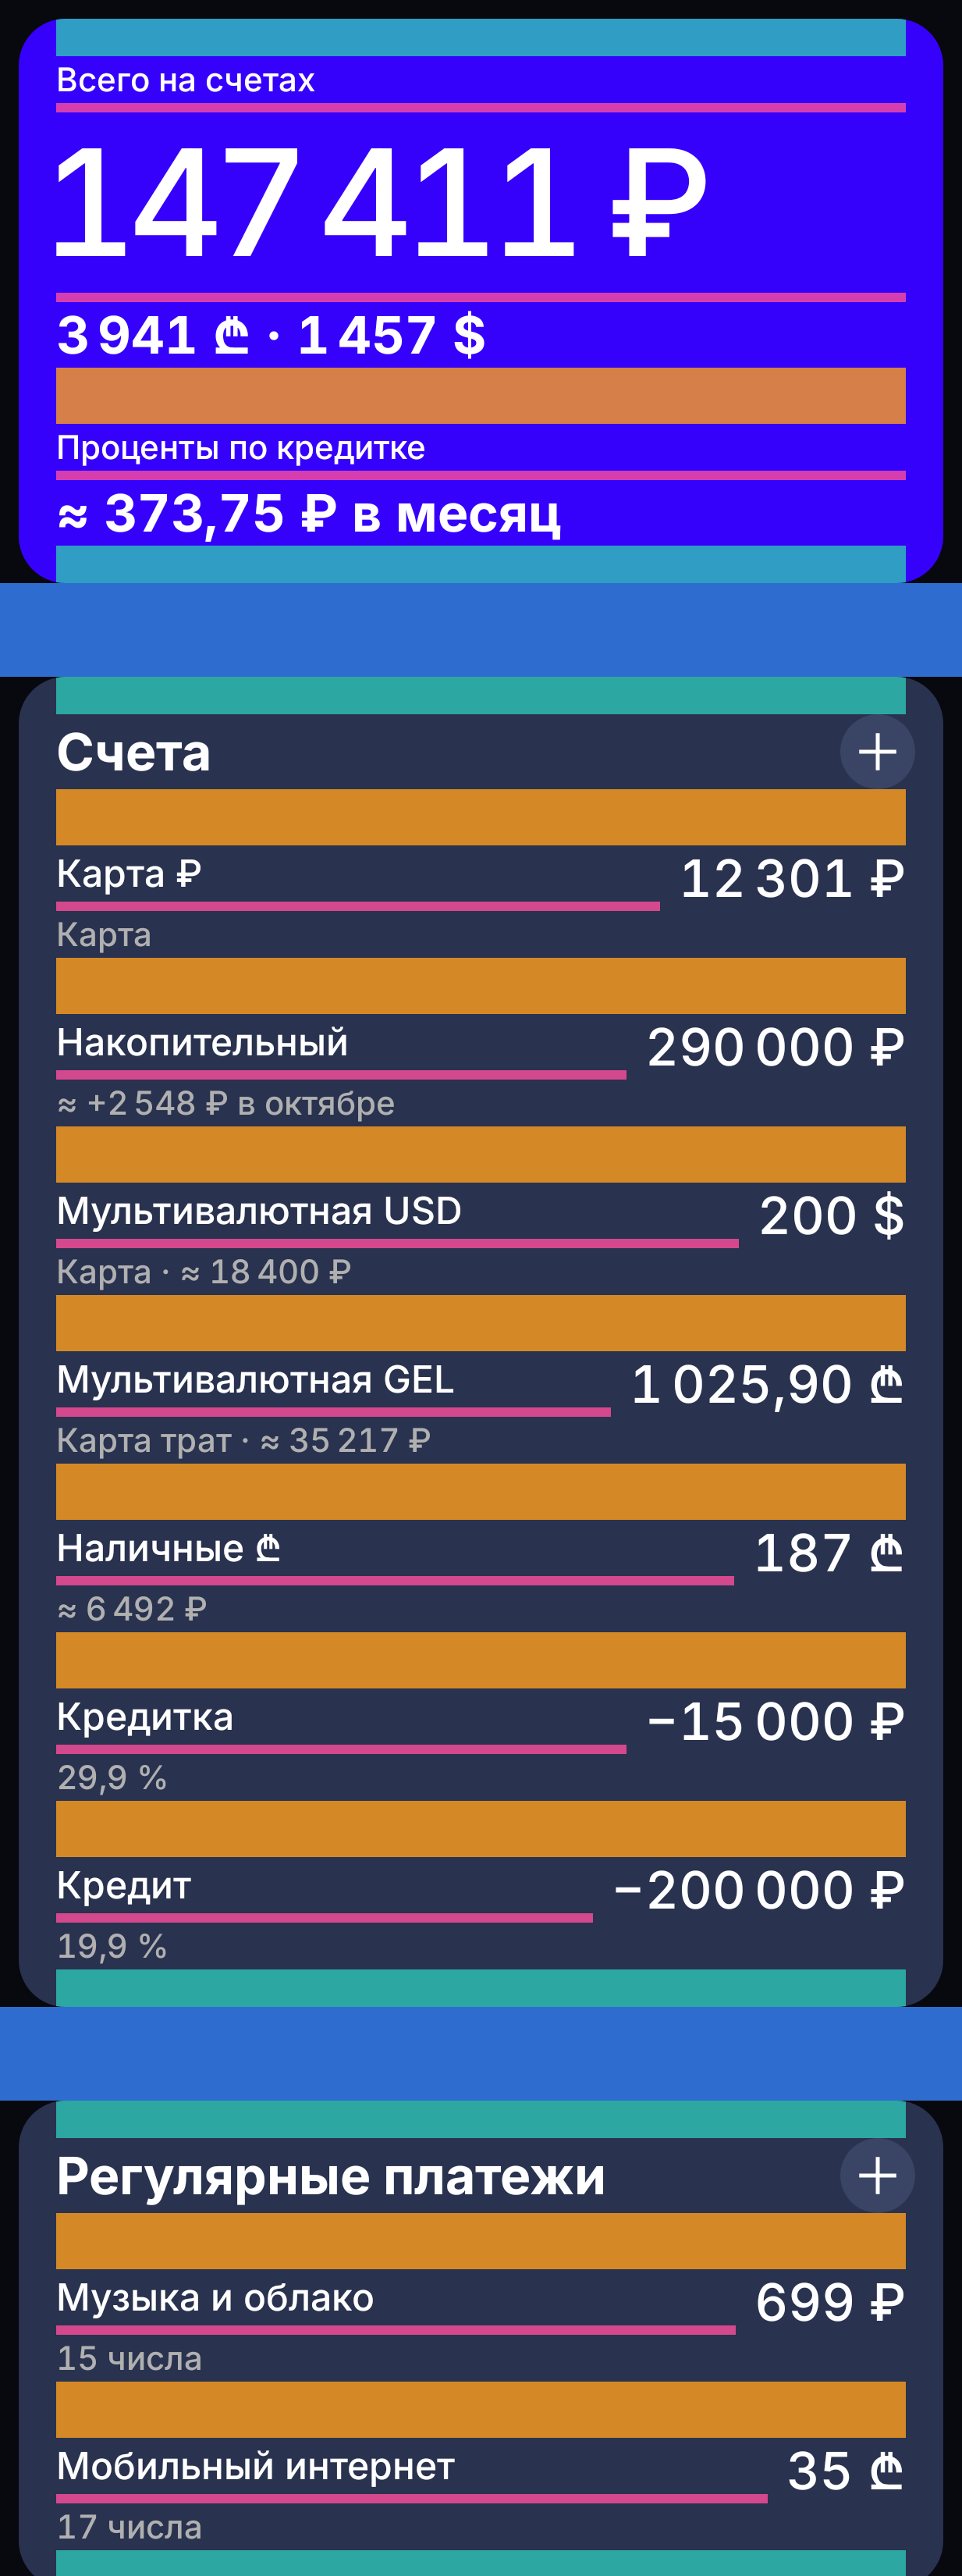 Всего на счетах
147 411 ₽
3 941 ₾ · 1 457 $
Проценты по кредитке
≈ 373,75 ₽ в месяц
Счета
Карта ₽ 12 301 ₽
Карта
Накопительный 290 000 ₽
≈ +2 548 ₽ в октябре
Мультивалютная USD 200 $
Карта · ≈ 18 400 ₽
Мультивалютная GEL 1 025,90 ₾
Карта трат · ≈ 35 217 ₽
Наличные ₾ 187 ₾
≈ 6 492 ₽
Кредитка −15 000 ₽
29,9 %
Кредит −200 000 ₽
19,9 %
Регулярные платежи
Музыка и облако 699 ₽
15 числа
Мобильный интернет 35 ₾
17 числа